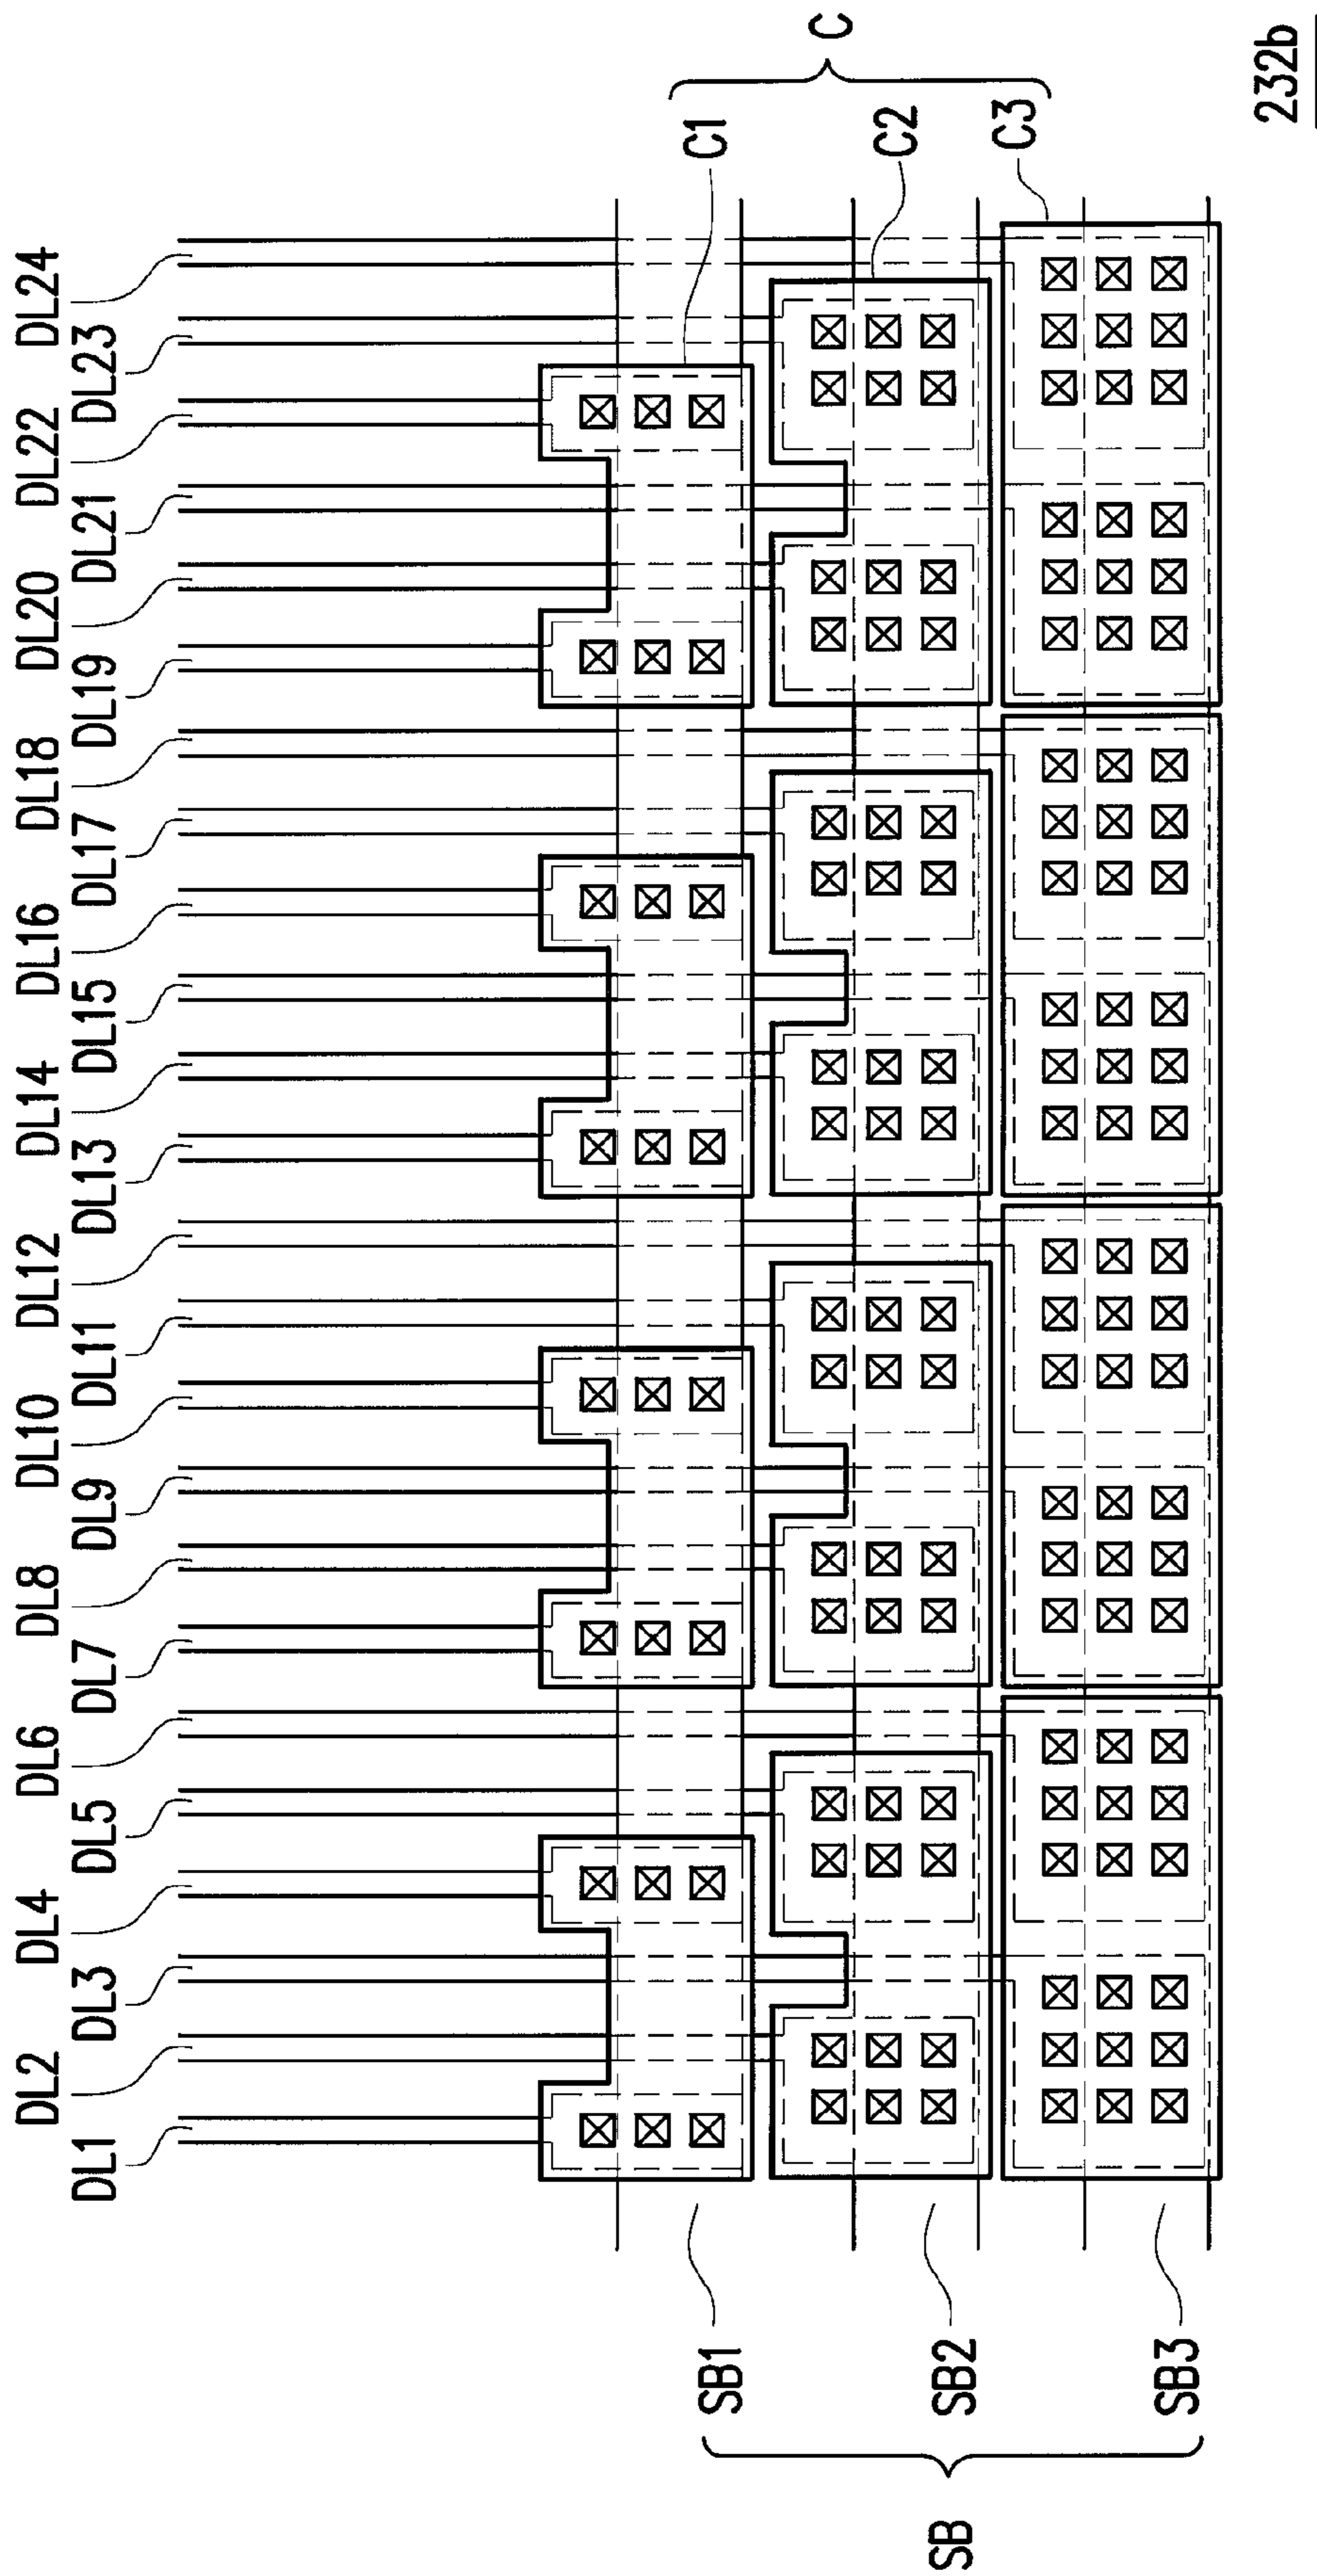 DL1
DL2
DL3
DL4
DL5
DL6
DL7
DL8
DL9
DL10
DL11
DL12
DL13
DL14
DL15
DL16
DL17
DL18
DL19
DL20
DL21
DL22
DL23
DL24
SB
SB1
SB2
SB3
C1
C2
C3
C
232b